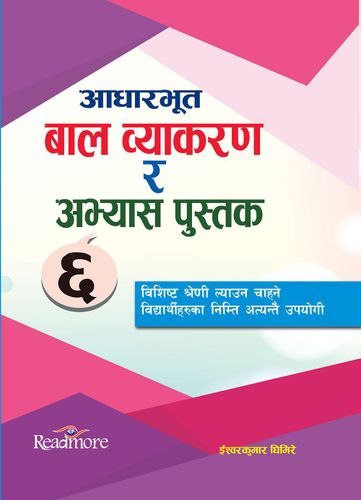 आधारभूत
बाल व्याकरण
र
अभ्यास पुस्तक
६
विशिष्ट श्रेणी ल्याउन चाहने
विद्यार्थीहरुका निम्ति अत्यन्तै उपयोगी
Readmore
ईश्वरकुमार घिमिरे